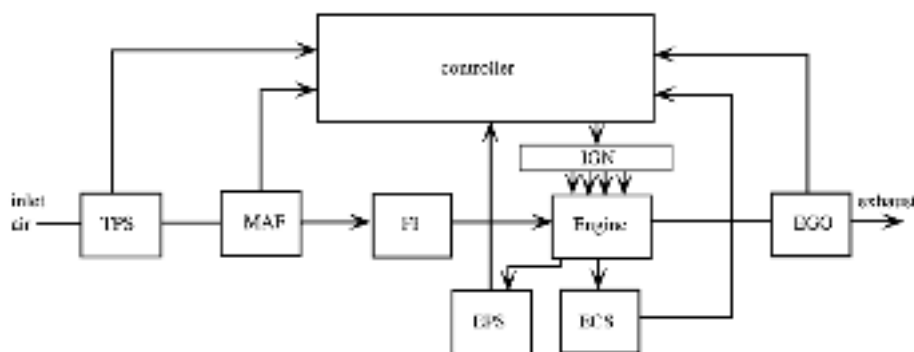 controller
IGN
inlet
air
TPS
MAF
FI
Engine
EGO
exhaust
EPS
ECS